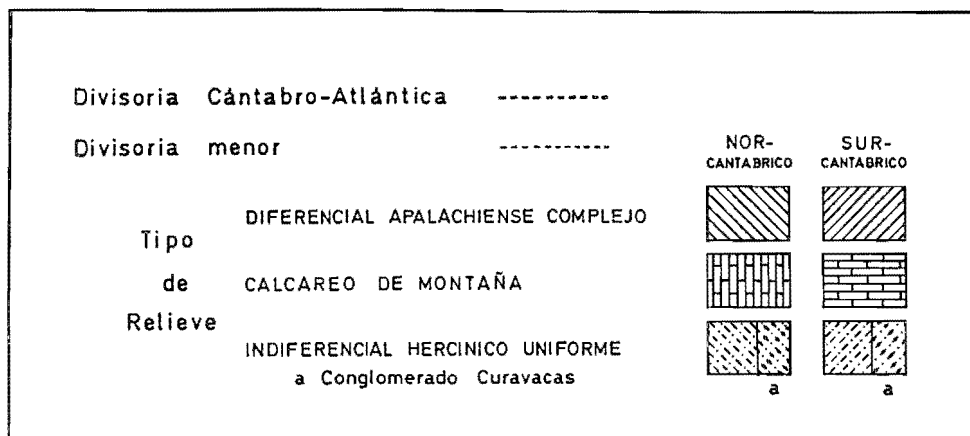 Divisoria Cántabro-Atlántica
Divisoria menor
NOR-
CANTABRICO
SUR-
CANTABRICO
Tipo
de
Relieve
DIFERENCIAL APALACHIENSE COMPLEJO
CALCAREO DE MONTAÑA
INDIFERENCIAL HERCINICO UNIFORME
a Conglomerado Curavacas
a
a